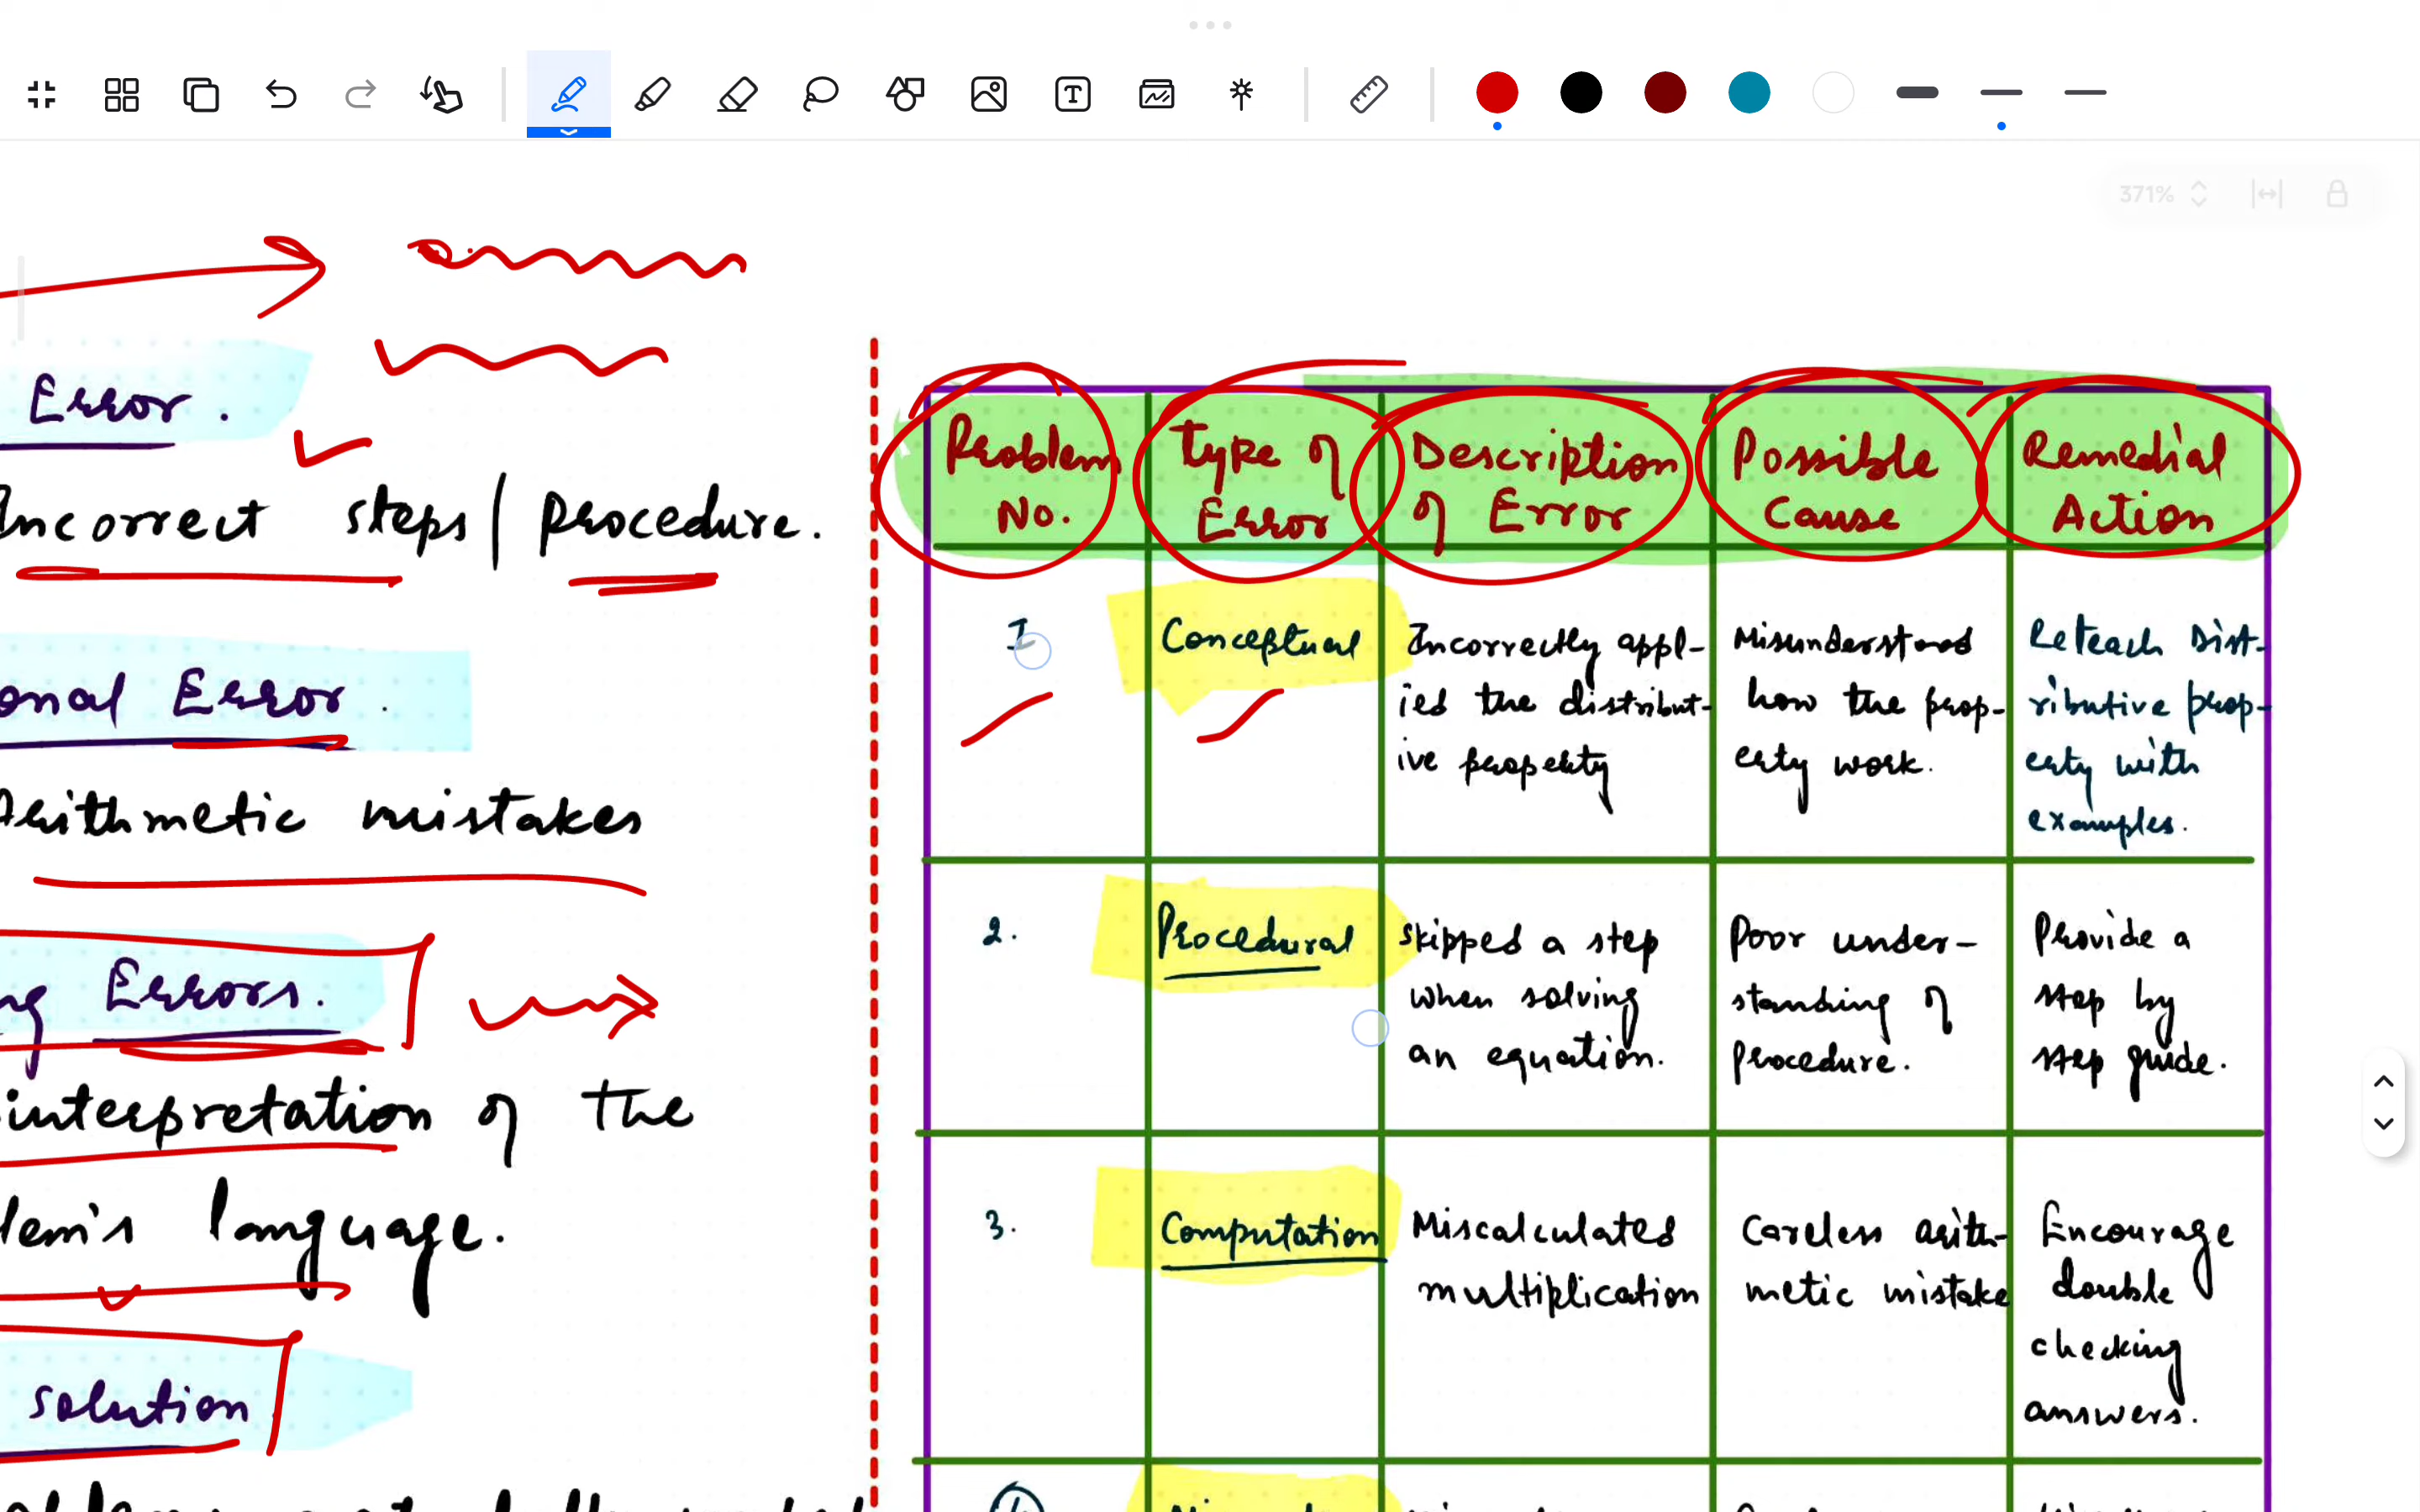 371%
Error.
Incorrect steps | procedure.
onal Error.
Arithmetic mistakes
ng Errors.
interpretation of the
lem's language.
solution
Problem No.
Type of Error
Description of Error
Possible Cause
Remedial Action
1
Conceptual
Incorrectly appl-
ied the distribut-
ive property
Misunderstood
how the prop-
erty work.
Reteach Dist-
ributive prop-
erty with
examples.
2.
Procedural
Skipped a step
when solving
an equation.
Poor under-
standing of
procedure.
Provide a
step by
step guide.
3.
Computation
Miscalculated
multiplication
Careless arith-
metic mistake
Encourage
double
checking
answers.